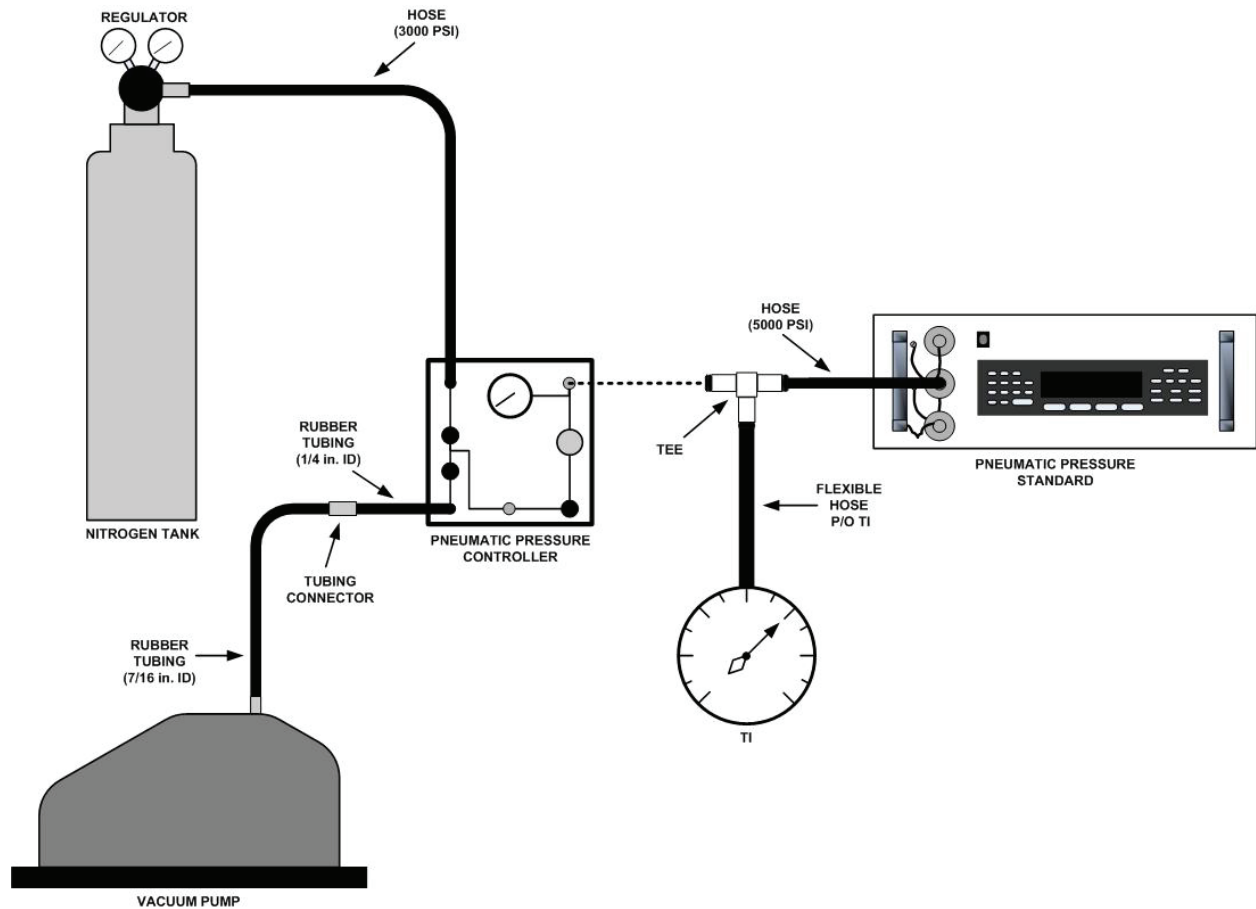 REGULATOR
HOSE
(3000 PSI)
HOSE
(5000 PSI)
TEE
PNEUMATIC PRESSURE
STANDARD
RUBBER
TUBING
(1/4 in. ID)
FLEXIBLE
HOSE
P/O TI
NITROGEN TANK
PNEUMATIC PRESSURE
CONTROLLER
TUBING
CONNECTOR
RUBBER
TUBING
(7/16 in. ID)
TI
VACUUM PUMP